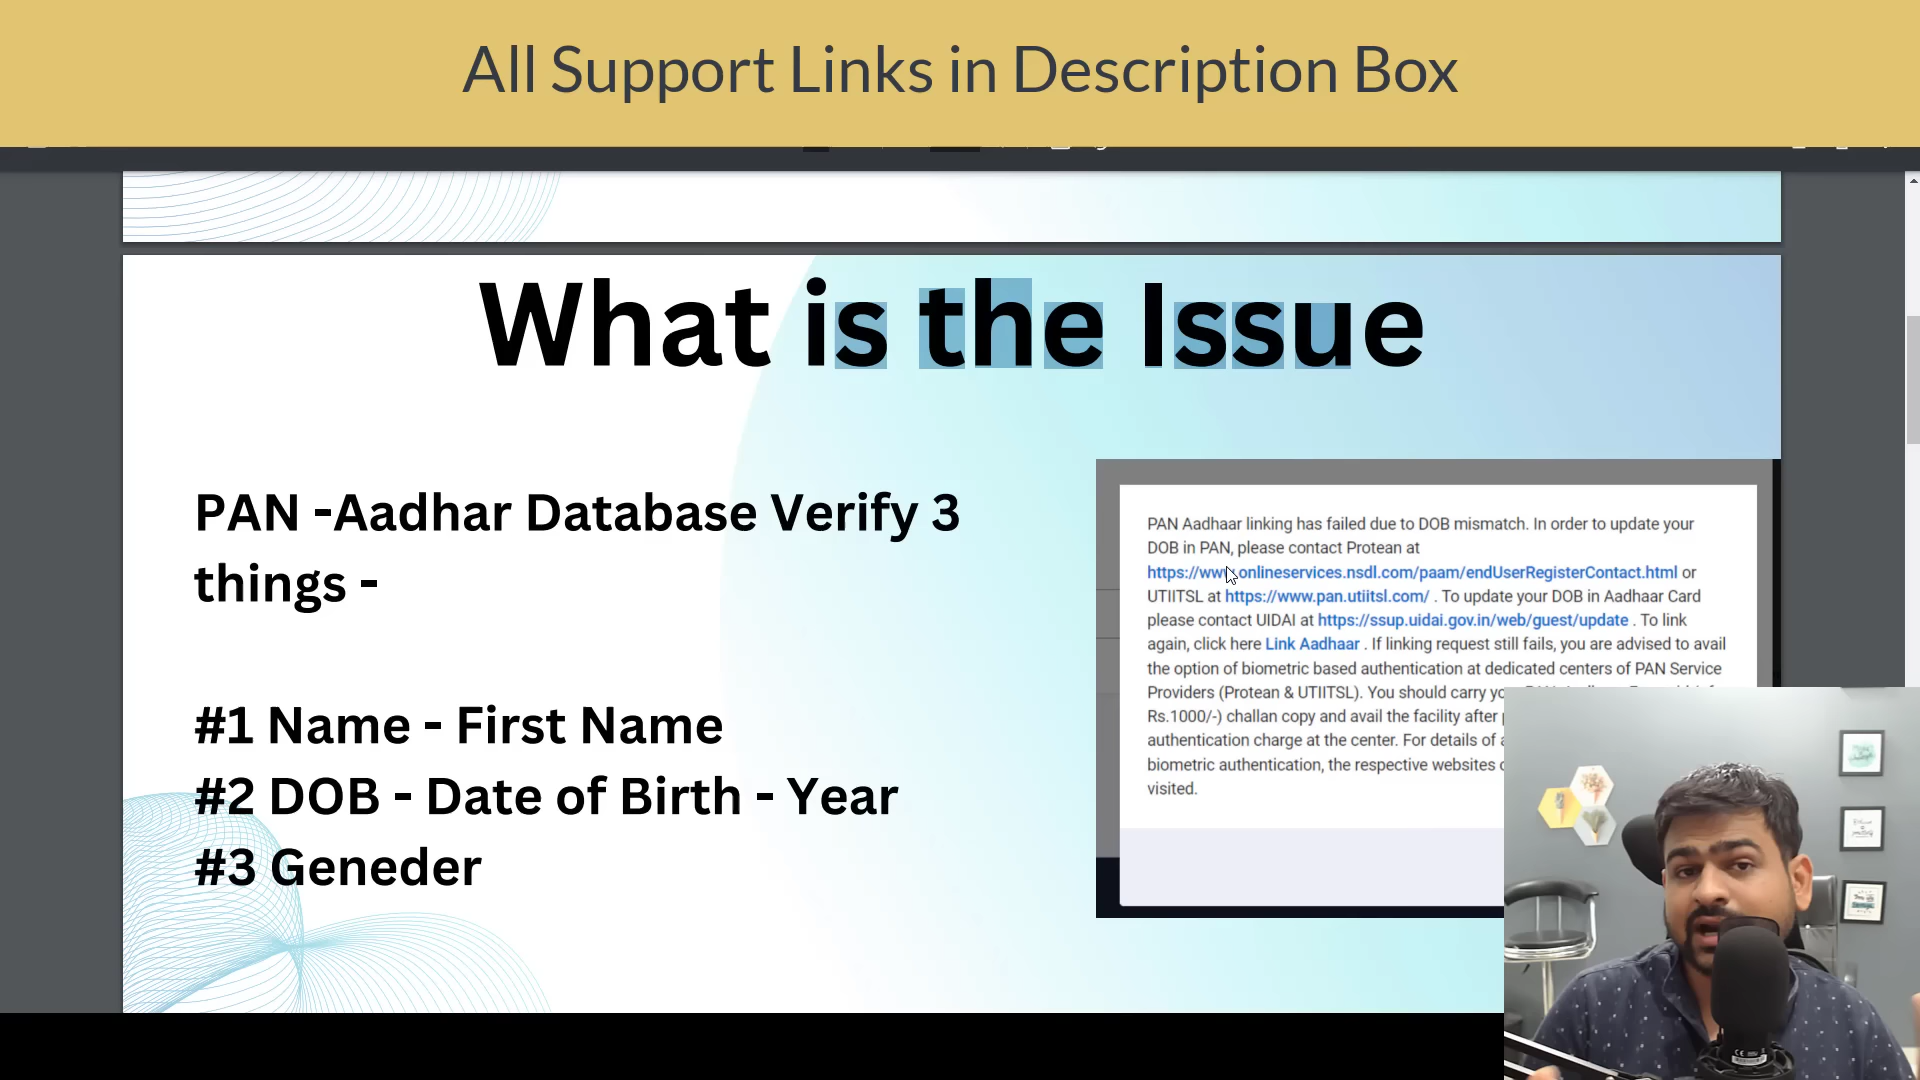 All Support Links in Description Box
What is the Issue
PAN -Aadhar Database Verify 3
things -
#1 Name - First Name
#2 DOB - Date of Birth - Year
#3 Geneder
PAN Aadhaar linking has failed due to DOB mismatch. In order to update your
DOB in PAN, please contact Protean at
https://www.onlineservices.nsdl.com/paam/endUserRegisterContact.html or
UTIITSL at https://www.pan.utiitsl.com/ . To update your DOB in Aadhaar Card
please contact UIDAI at https://ssup.uidai.gov.in/web/guest/update . To link
again, click here Link Aadhaar . If linking request still fails, you are advised to avail
the option of biometric based authentication at dedicated centers of PAN Service
Providers (Protean & UTIITSL). You should carry
Rs.1000/-) challan copy and avail the facility after
authentication charge at the center. For details of
biometric authentication, the respective websites
visited.